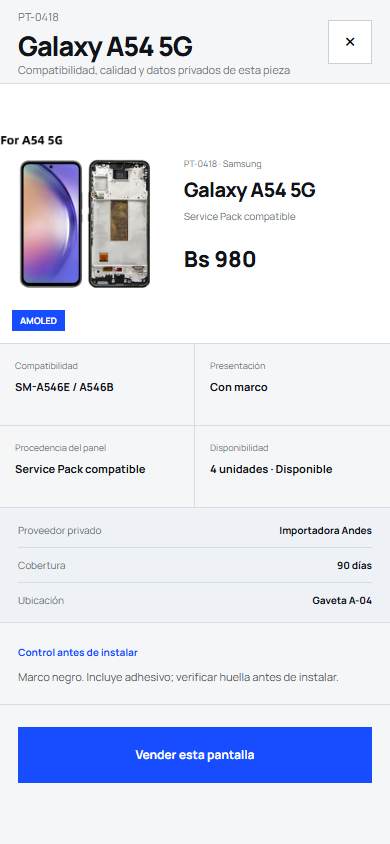 PT-0418
Galaxy A54 5G
Compatibilidad, calidad y datos privados de esta pieza
×
For A54 5G
AMOLED
PT-0418 · Samsung
Galaxy A54 5G
Service Pack compatible
Bs 980
Compatibilidad
SM-A546E / A546B
Presentación
Con marco
Procedencia del panel
Service Pack compatible
Disponibilidad
4 unidades · Disponible
Proveedor privado
Importadora Andes
Cobertura
90 días
Ubicación
Gaveta A-04
Control antes de instalar
Marco negro. Incluye adhesivo; verificar huella antes de instalar.
Vender esta pantalla